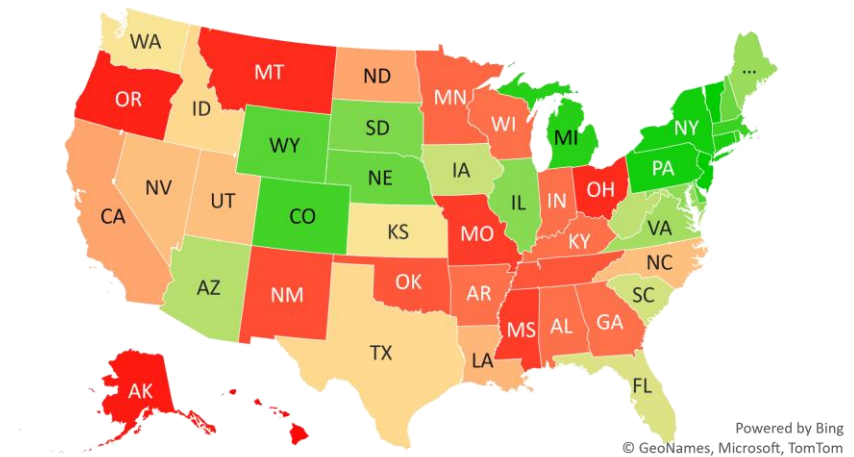 WA
MT
ND
OR
MN
ID
...
WI
SD
WY
MI
NY
IA
NE
PA
NV
UT
CO
IL
IN
OH
CA
KS
MO
VA
KY
AZ
NM
OK
AR
NC
SC
MS
AL
GA
TX
LA
FL
AK
Powered by Bing
© GeoNames, Microsoft, TomTom